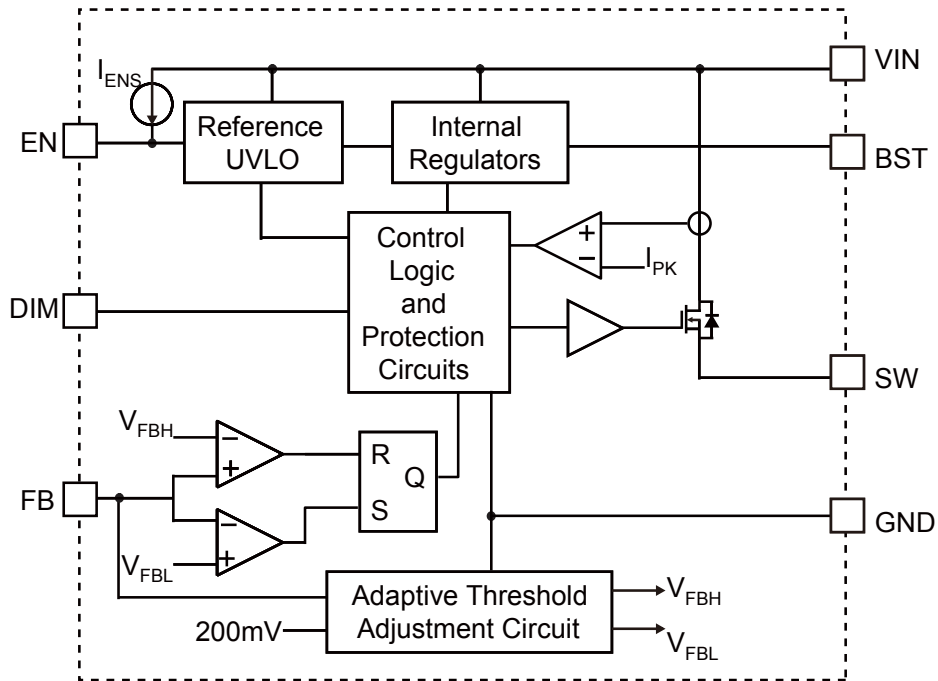 VIN
I_ENS
EN
Reference
UVLO
Internal
Regulators
BST
Control
Logic
and
Protection
Circuits
+
−
I_PK
DIM
SW
V_FBH
−
+
R
Q
S
FB
−
+
V_FBL
GND
Adaptive Threshold
Adjustment Circuit
V_FBH
V_FBL
200mV